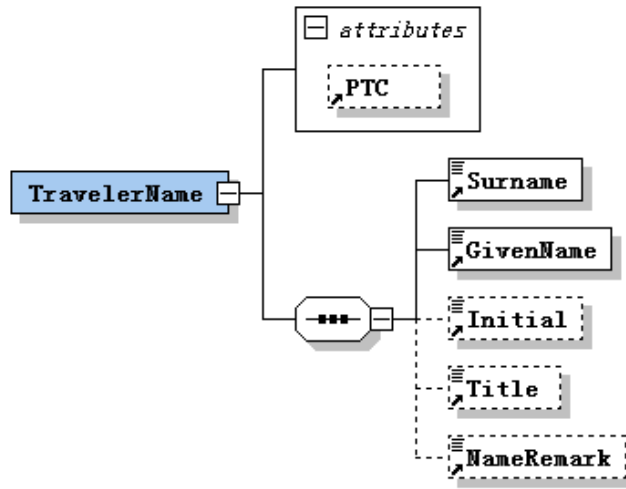 attributes
PTC
TravelerName
Surname
GivenName
Initial
Title
NameRemark